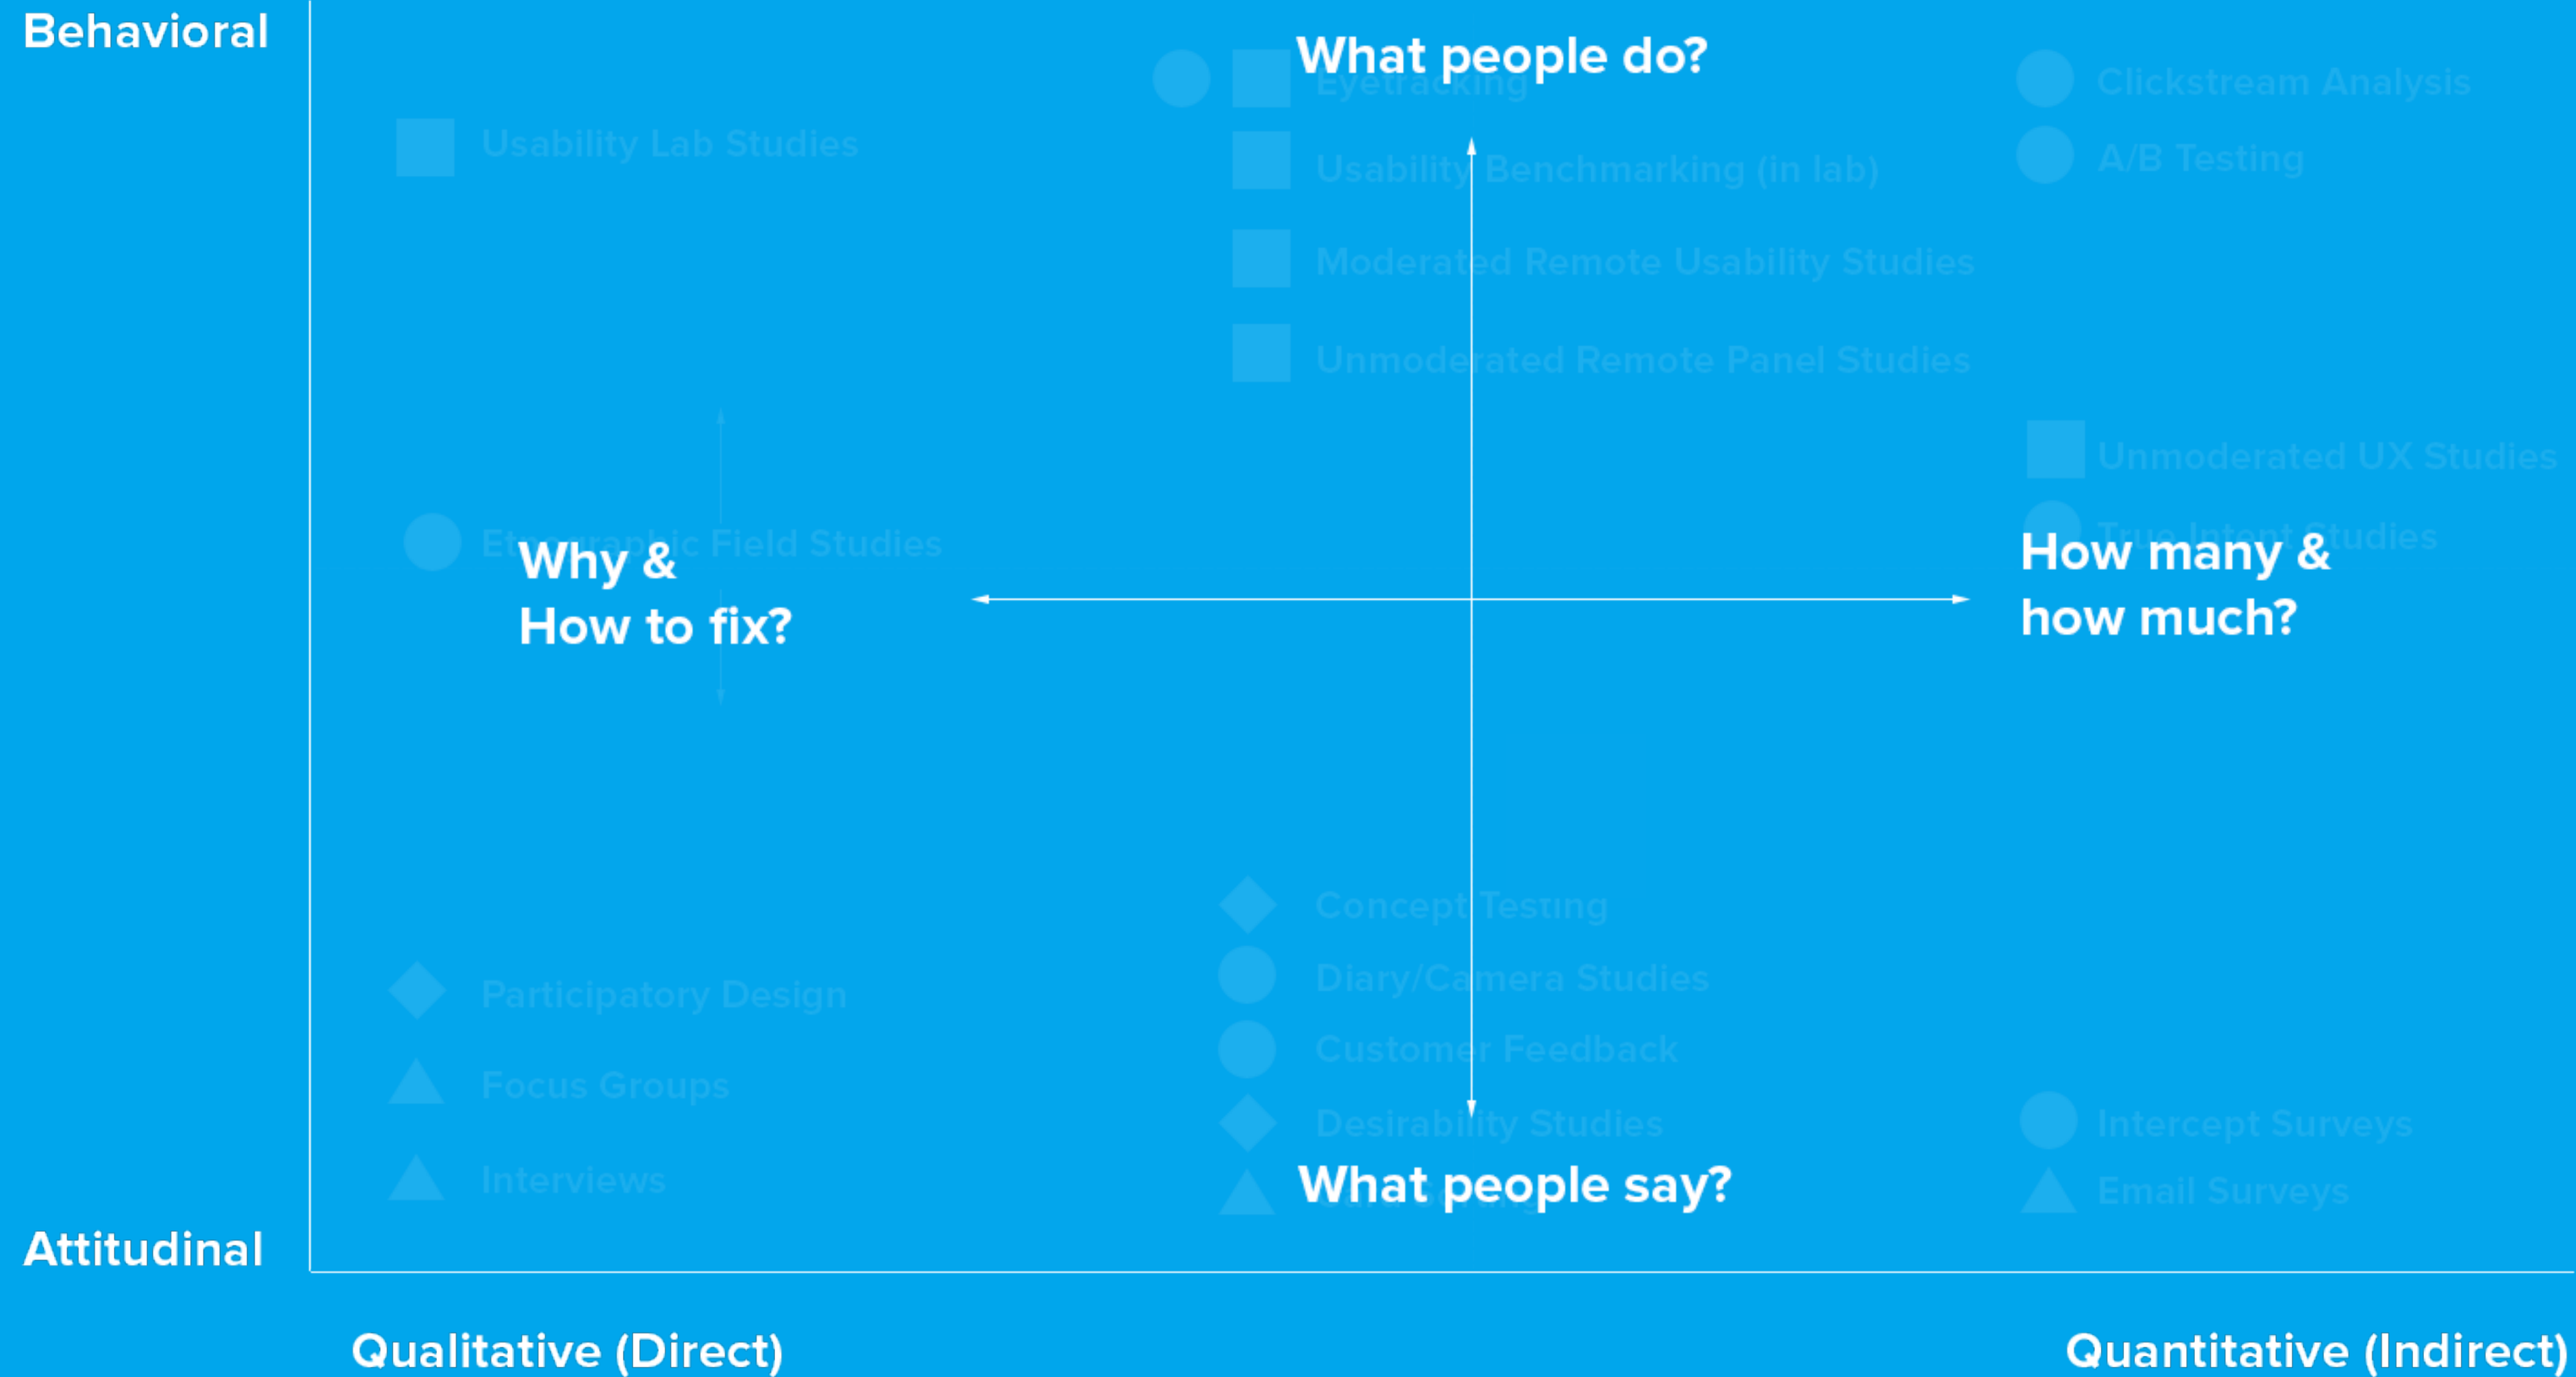 Behavioral
What people do?
Eyetracking
Clickstream Analysis
Usability Lab Studies
Usability Benchmarking (in lab)
A/B Testing
Moderated Remote Usability Studies
Unmoderated Remote Panel Studies
Unmoderated UX Studies
Field Studies
True Intent Studies
Why &
How to fix?
How many &
how much?
Concept Testing
Diary/Camera Studies
Participatory Design
Customer Feedback
Focus Groups
Desirability Studies
Intercept Surveys
Interviews
What people say?
Email Surveys
Attitudinal
Qualitative (Direct)
Quantitative (Indirect)